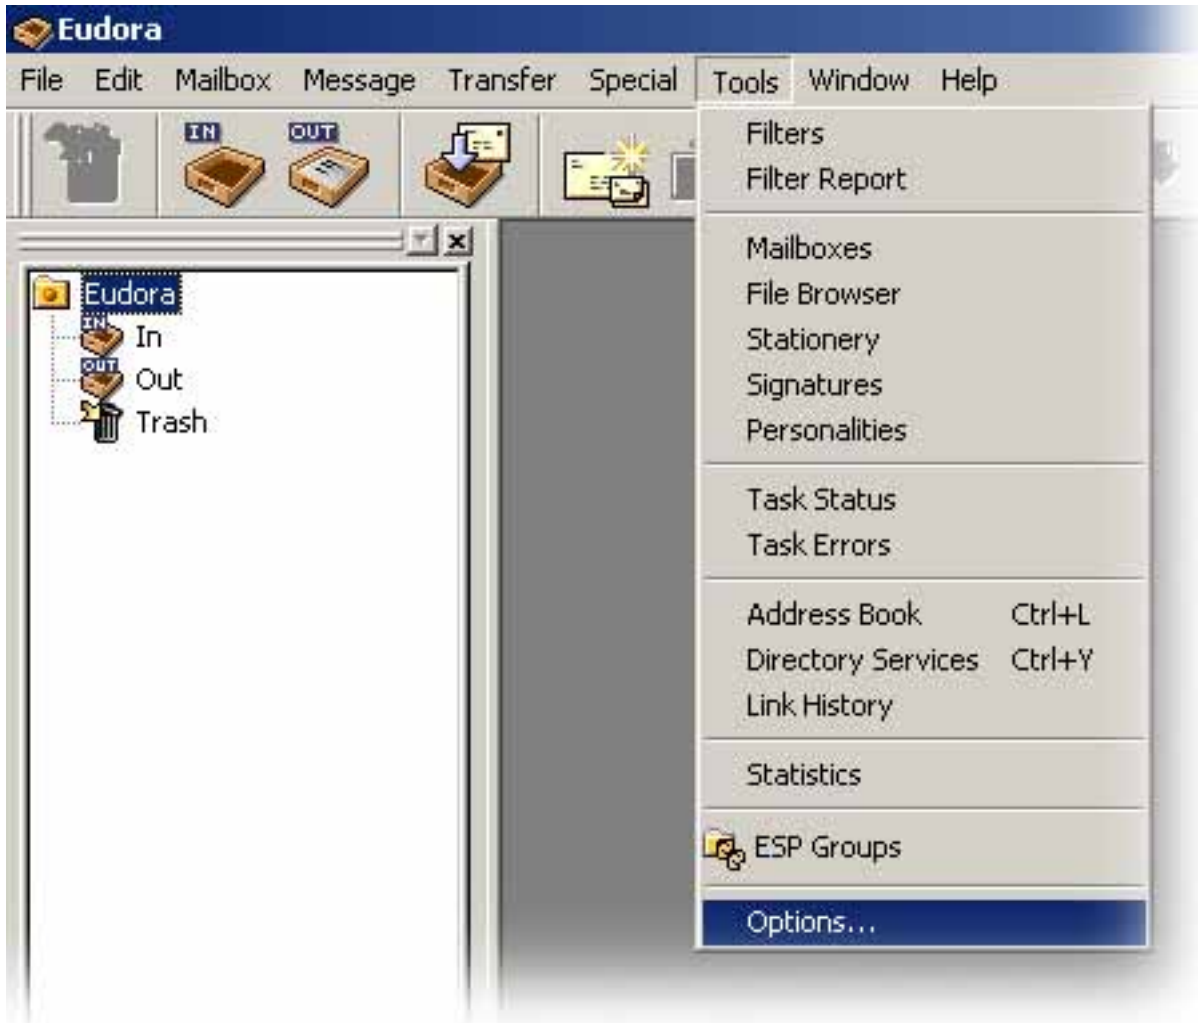 Eudora
File Edit Mailbox Message Transfer Special Tools Window Help
IN OUT
Eudora
IN
In
OUT
Out
Trash
Filters
Filter Report
Mailboxes
File Browser
Stationery
Signatures
Personalities
Task Status
Task Errors
Address Book Ctrl+L
Directory Services Ctrl+Y
Link History
Statistics
ESP Groups
Options...